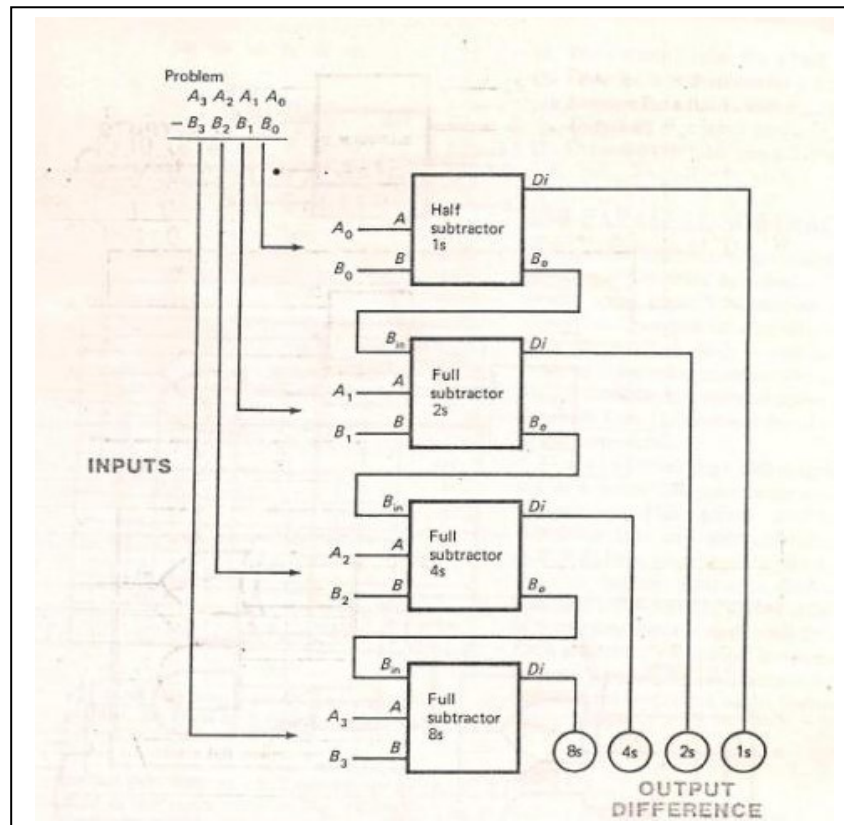 Problem
A₃ A₂ A₁ A₀
− B₃ B₂ B₁ B₀
Di
Half
subtractor
1s
A₀ A
B₀ B
Bₒ
Bᵢₙ
Di
Full
subtractor
2s
A₁ A
B₁ B
Bₒ
INPUTS
Bᵢₙ
Di
Full
subtractor
4s
A₂ A
B₂ B
Bₒ
Bᵢₙ
Di
Full
subtractor
8s
A₃ A
B₃ B
8s 4s 2s 1s
OUTPUT
DIFFERENCE